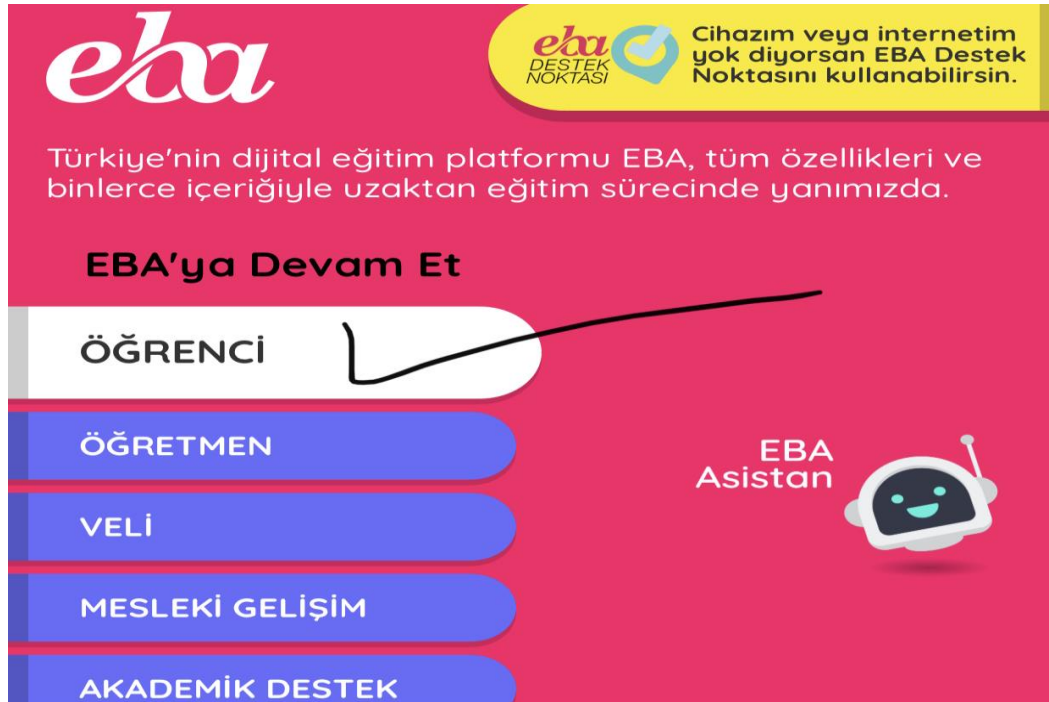 eba
eba
DESTEK
NOKTASI
Cihazım veya internetim
yok diyorsan EBA Destek
Noktasını kullanabilirsin.
Türkiye'nin dijital eğitim platformu EBA, tüm özellikleri ve
binlerce içeriğiyle uzaktan eğitim sürecinde yanımızda.
EBA'ya Devam Et
ÖĞRENCİ
ÖĞRETMEN
VELİ
MESLEKİ GELİŞİM
AKADEMİK DESTEK
EBA
Asistan